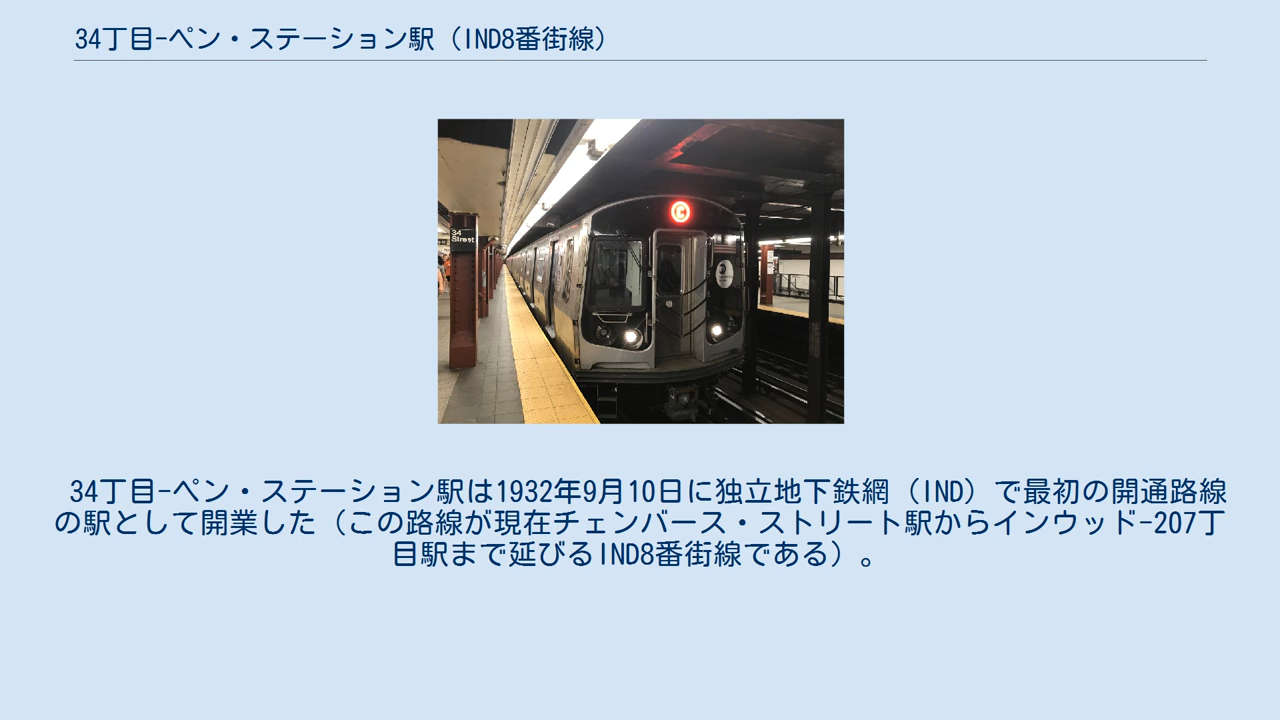 34丁目-ペン・ステーション駅（IND8番街線）
C
34
Street
34丁目-ペン・ステーション駅は1932年9月10日に独立地下鉄網（IND）で最初の開通路線
の駅として開業した（この路線が現在チェンバース・ストリート駅からインウッド-207丁
目駅まで延びるIND8番街線である）。